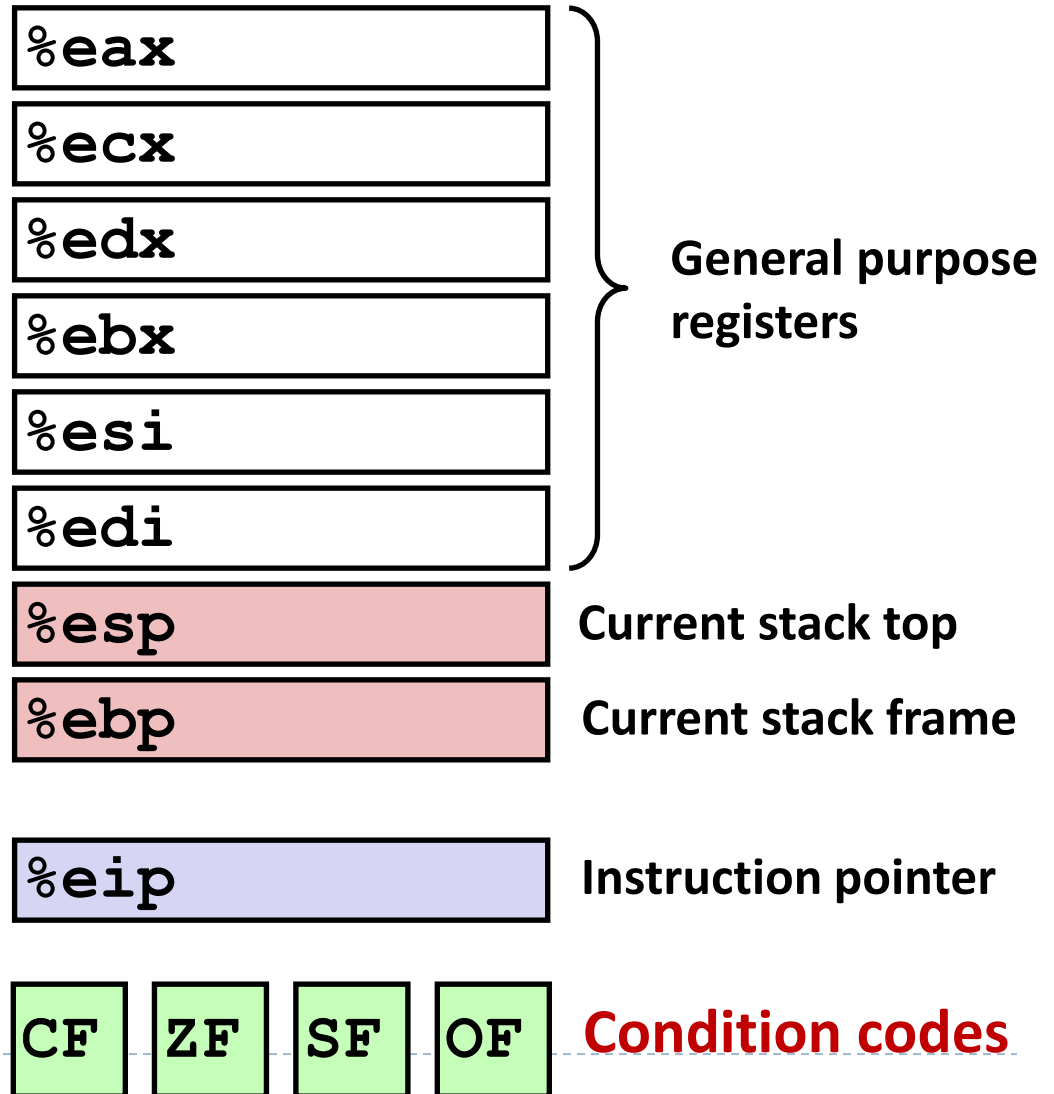 %eax
%ecx
%edx
%ebx
%esi
%edi
General purpose
registers
%esp
Current stack top
%ebp
Current stack frame
%eip
Instruction pointer
CF ZF SF OF
Condition codes